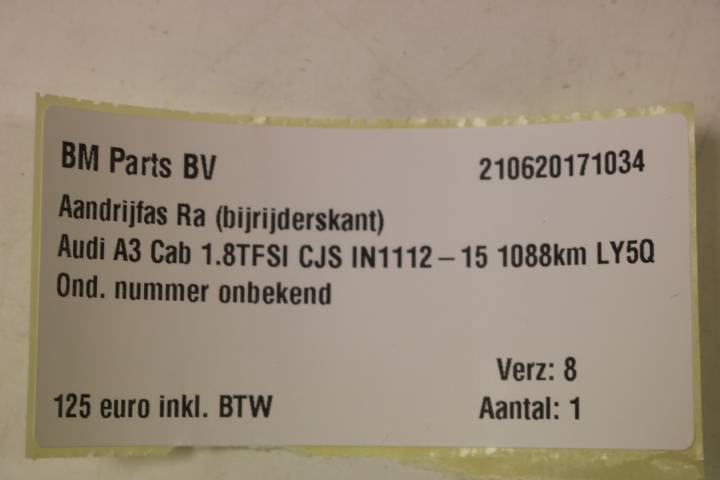 BM Parts BV 210620171034
Aandrijfas Ra (bijrijderskant)
Audi A3 Cab 1.8TFSI CJS IN1112 – 15 1088km LY5Q
Ond. nummer onbekend
Verz: 8
125 euro inkl. BTW Aantal: 1